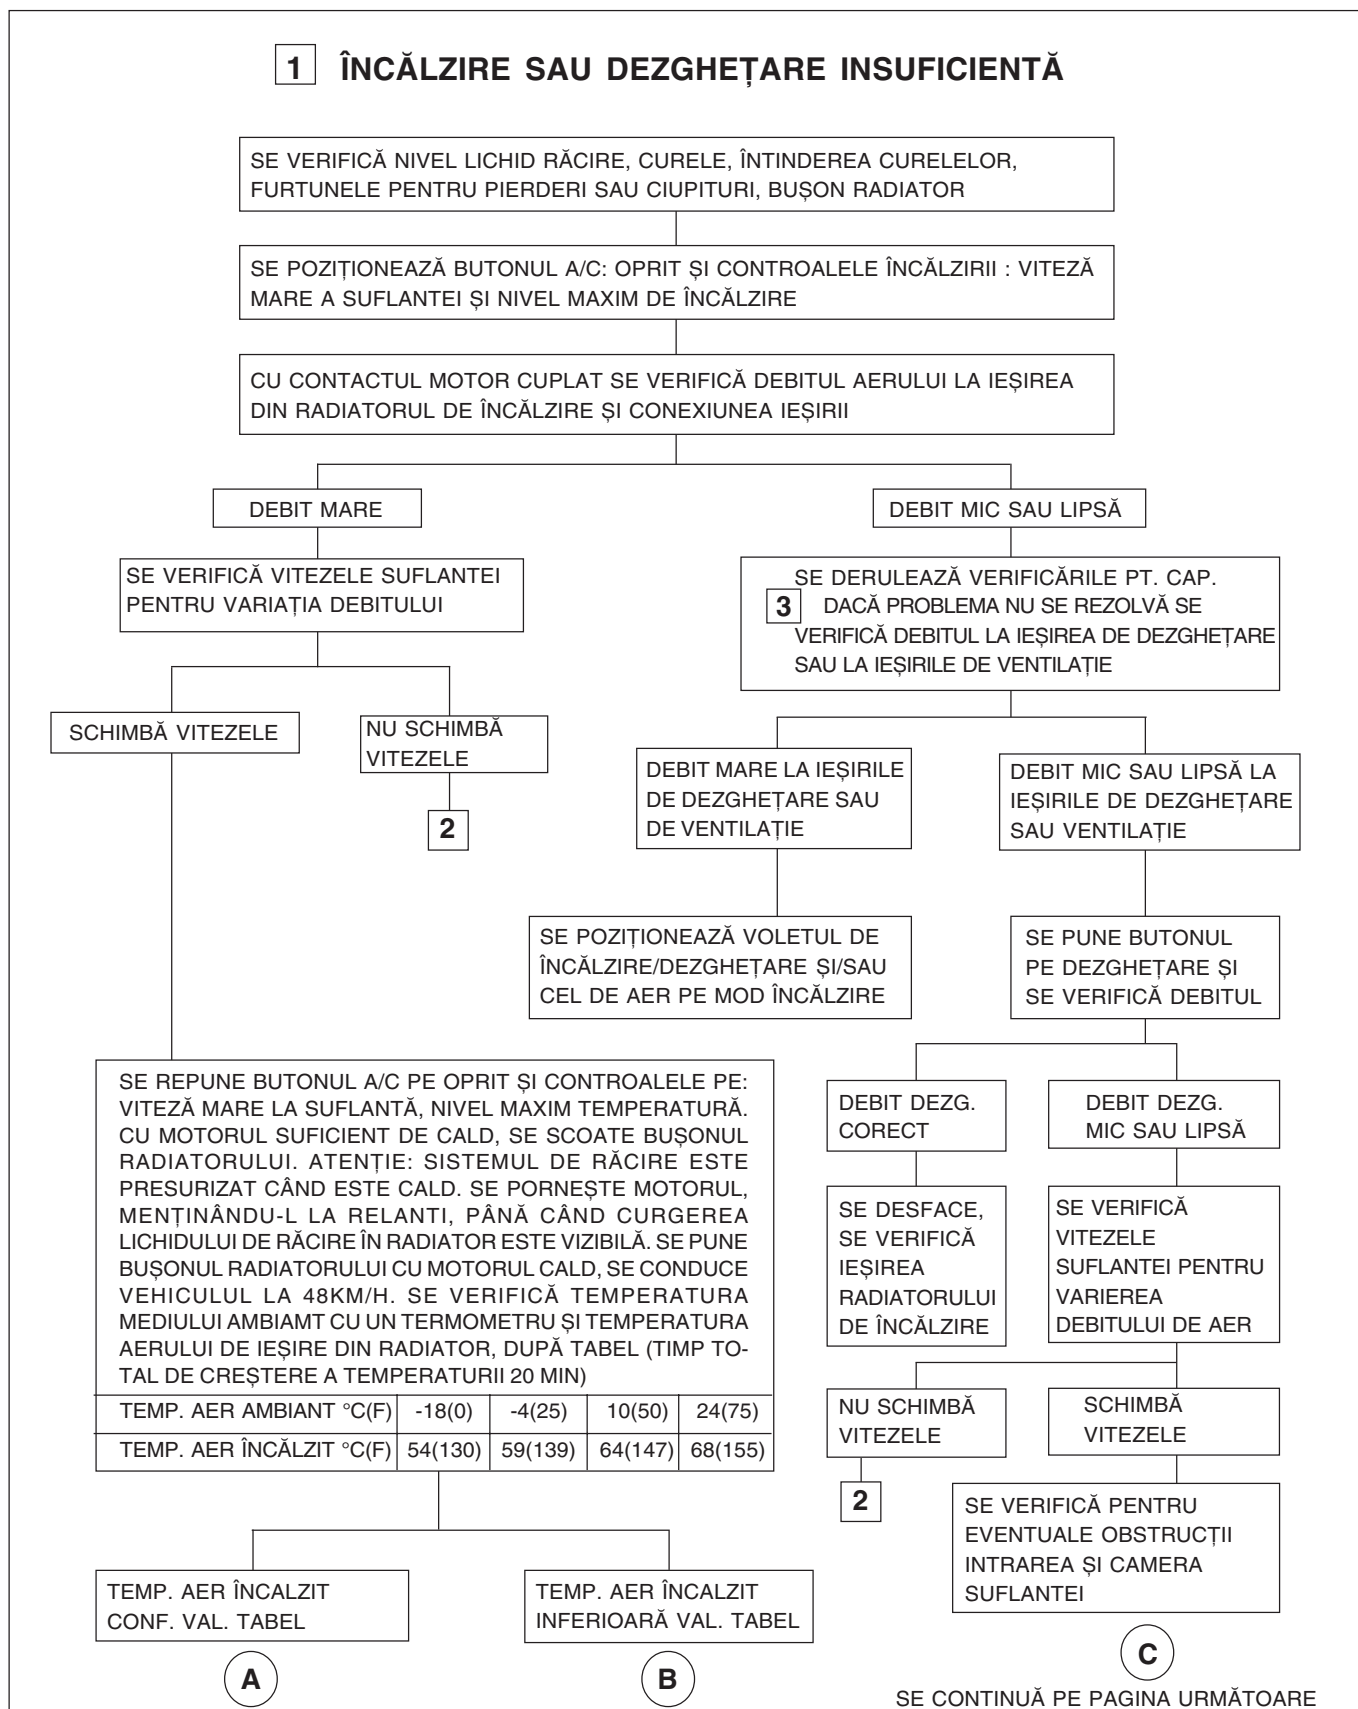 1 ÎNCĂLZIRE SAU DEZGHEȚARE INSUFICIENTĂ
SE VERIFICĂ NIVEL LICHID RĂCIRE, CURELE, ÎNTINDEREA CURELELOR,
FURTUNELE PENTRU PIERDERI SAU CIUPITURI, BUȘON RADIATOR
SE POZIȚIONEAZĂ BUTONUL A/C: OPRIT ȘI CONTROALELE ÎNCĂLZIRII : VITEZĂ
MARE A SUFLANTEI ȘI NIVEL MAXIM DE ÎNCĂLZIRE
CU CONTACTUL MOTOR CUPLAT SE VERIFICĂ DEBITUL AERULUI LA IEȘIREA
DIN RADIATORUL DE ÎNCĂLZIRE ȘI CONEXIUNEA IEȘIRII
DEBIT MARE
SE VERIFICĂ VITEZELE SUFLANTEI
PENTRU VARIAȚIA DEBITULUI
SCHIMBĂ VITEZELE
NU SCHIMBĂ
VITEZELE
2
DEBIT MIC SAU LIPSĂ
SE DERULEAZĂ VERIFICĂRILE PT. CAP.
3 DACĂ PROBLEMA NU SE REZOLVĂ SE
VERIFICĂ DEBITUL LA IEȘIREA DE DEZGHEȚARE
SAU LA IEȘIRILE DE VENTILAȚIE
DEBIT MARE LA IEȘIRILE
DE DEZGHEȚARE SAU
DE VENTILAȚIE
DEBIT MIC SAU LIPSĂ LA
IEȘIRILE DE DEZGHEȚARE
SAU VENTILAȚIE
SE POZIȚIONEAZĂ VOLETUL DE
ÎNCĂLZIRE/DEZGHEȚARE ȘI/SAU
CEL DE AER PE MOD ÎNCĂLZIRE
SE PUNE BUTONUL
PE DEZGHEȚARE ȘI
SE VERIFICĂ DEBITUL
SE REPUNE BUTONUL A/C PE OPRIT ȘI CONTROALELE PE:
VITEZĂ MARE LA SUFLANTĂ, NIVEL MAXIM TEMPERATURĂ.
CU MOTORUL SUFICIENT DE CALD, SE SCOATE BUȘONUL
RADIATORULUI. ATENȚIE: SISTEMUL DE RĂCIRE ESTE
PRESURIZAT CÂND ESTE CALD. SE PORNEȘTE MOTORUL,
MENȚINÂNDU-L LA RELANTI, PÂNĂ CÂND CURGEREA
LICHIDULUI DE RĂCIRE ÎN RADIATOR ESTE VIZIBILĂ. SE PUNE
BUȘONUL RADIATORULUI CU MOTORUL CALD, SE CONDUCE
VEHICULUL LA 48KM/H. SE VERIFICĂ TEMPERATURA
MEDIULUI AMBIAMT CU UN TERMOMETRU ȘI TEMPERATURA
AERULUI DE IEȘIRE DIN RADIATOR, DUPĂ TABEL (TIMP TO-
TAL DE CREȘTERE A TEMPERATURII 20 MIN)
TEMP. AER AMBIANT °C(F) -18(0) -4(25) 10(50) 24(75)
TEMP. AER ÎNCĂLZIT °C(F) 54(130) 59(139) 64(147) 68(155)
DEBIT DEZG.
CORECT
DEBIT DEZG.
MIC SAU LIPSĂ
SE DESFACE,
SE VERIFICĂ
IEȘIREA
RADIATORULUI
DE ÎNCĂLZIRE
SE VERIFICĂ
VITEZELE
SUFLANTEI PENTRU
VARIEREA
DEBITULUI DE AER
NU SCHIMBĂ
VITEZELE
SCHIMBĂ
VITEZELE
2
SE VERIFICĂ PENTRU
EVENTUALE OBSTRUCȚII
INTRAREA ȘI CAMERA
SUFLANTEI
TEMP. AER ÎNCALZIT
CONF. VAL. TABEL
TEMP. AER ÎNCALZIT
INFERIOARĂ VAL. TABEL
A
B
C
SE CONTINUĂ PE PAGINA URMĂTOARE